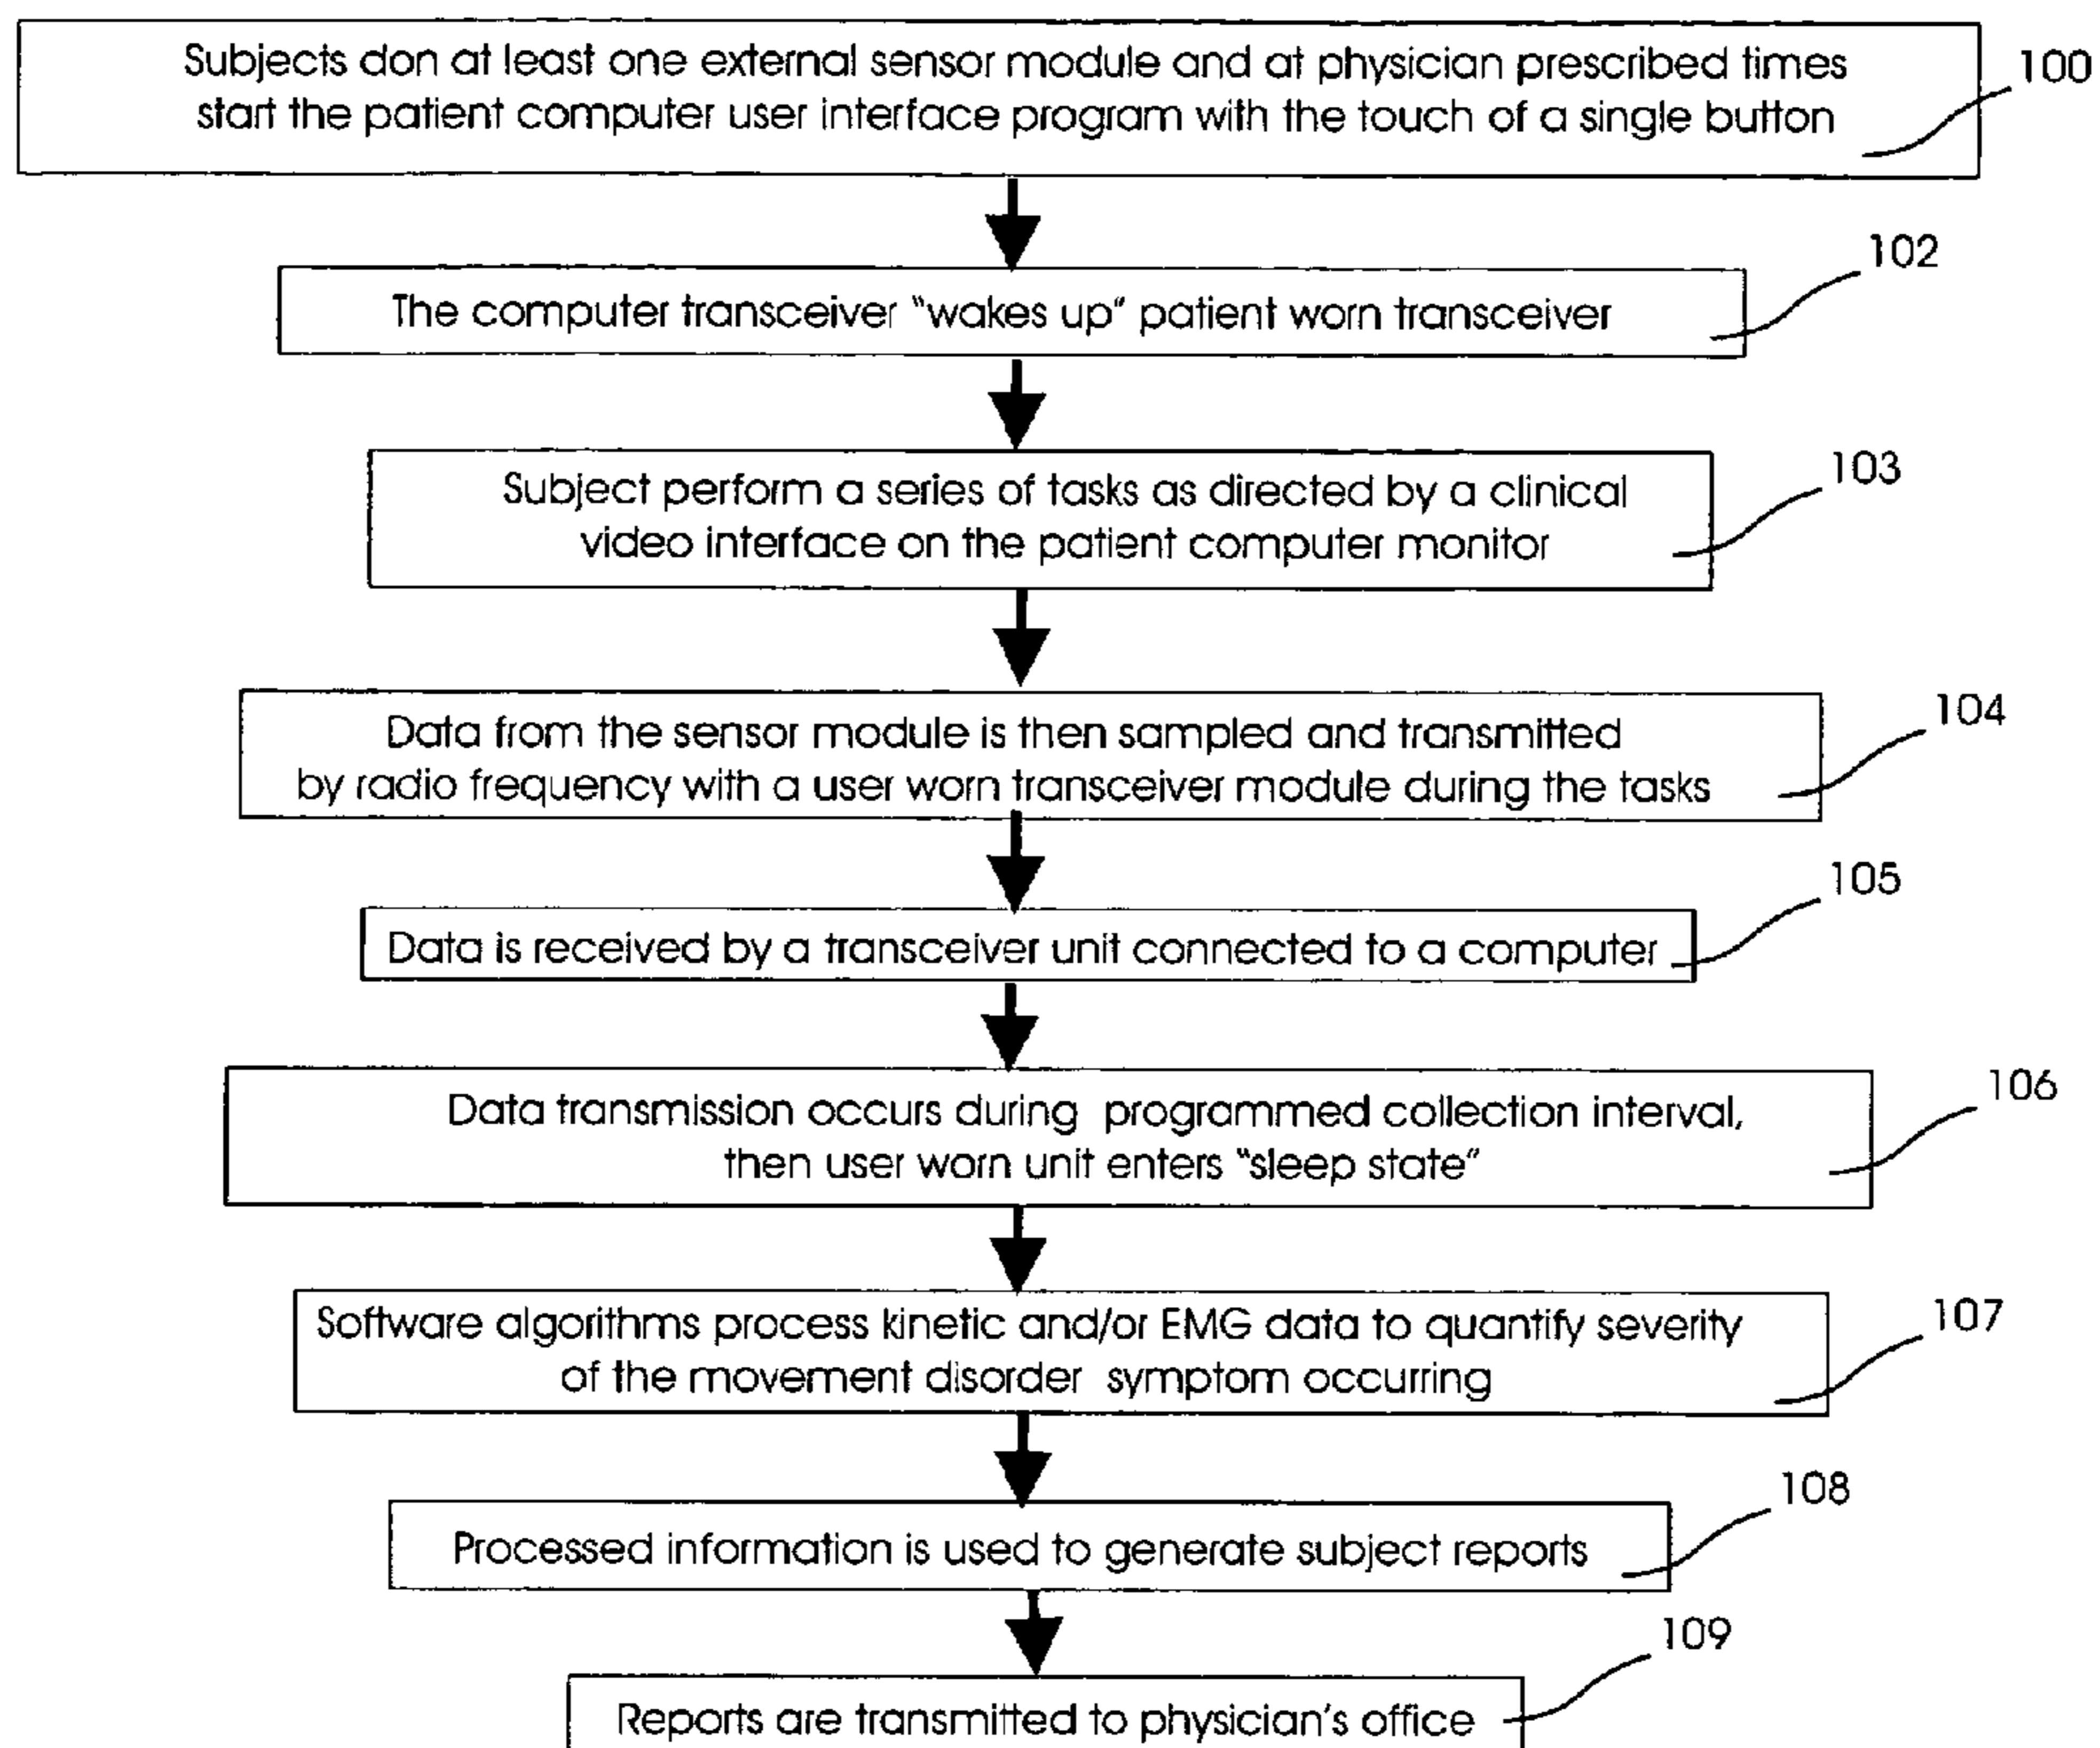 Subjects don at least one external sensor module and at physician prescribed times
start the patient computer user interface program with the touch of a single button
100
102
The computer transceiver "wakes up" patient worn transceiver
103
Subject perform a series of tasks as directed by a clinical
video interface on the patient computer monitor
104
Data from the sensor module is then sampled and transmitted
by radio frequency with a user worn transceiver module during the tasks
105
Data is received by a transceiver unit connected to a computer
106
Data transmission occurs during programmed collection interval,
then user worn unit enters "sleep state"
107
Software algorithms process kinetic and/or EMG data to quantify severity
of the movement disorder symptom occurring
108
Processed information is used to generate subject reports
109
Reports are transmitted to physician's office